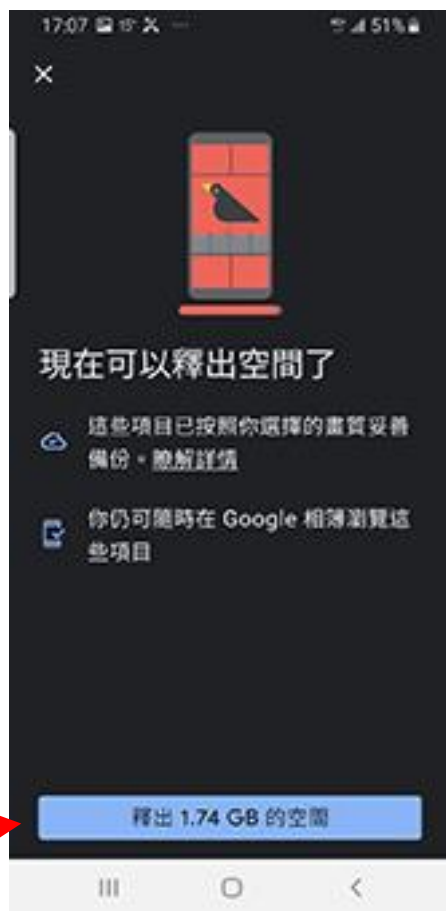 17:07 15° 51%
現在可以釋出空間了
這些項目已按照你選擇的畫質妥善
備份。瞭解詳情
你仍可隨時在 Google 相簿瀏覽這
些項目
釋出 1.74 GB 的空間